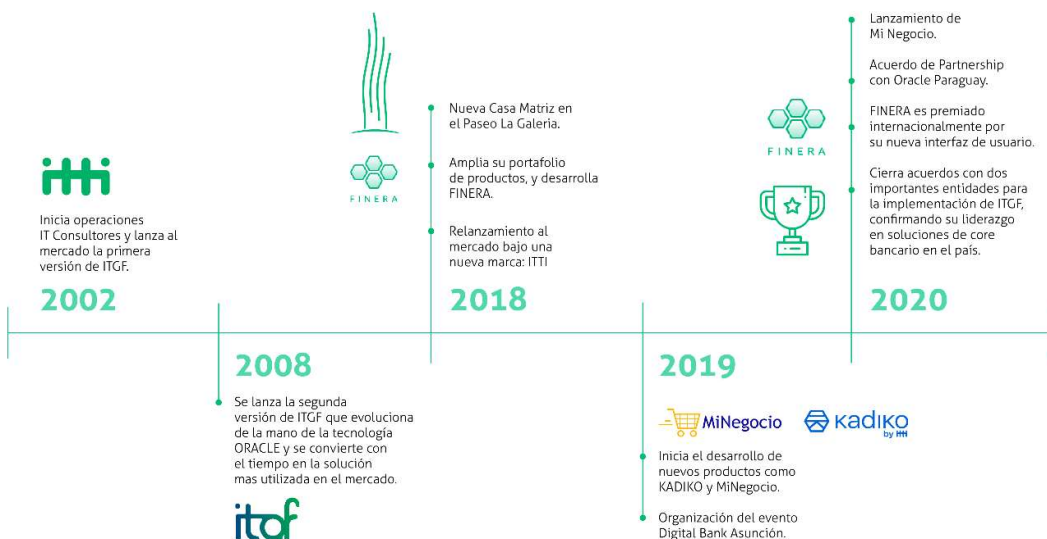 itti
Inicia operaciones
IT Consultores y lanza al
mercado la primera
versión de ITGF.
2002
2008
Se lanza la segunda
versión de ITGF que evoluciona
de la mano de la tecnología
ORACLE y se convierte con
el tiempo en la solución
mas utilizada en el mercado.
itgf
FINERA
Nueva Casa Matriz en
el Paseo La Galeria.
Amplia su portafolio
de productos, y desarrolla
FINERA.
Relanzamiento al
mercado bajo una
nueva marca: ITTI
2018
2019
MiNegocio
KadIKO
by itti
Inicia el desarrollo de
nuevos productos como
KADIKO y MiNegocio.
Organización del evento
Digital Bank Asunción.
FINERA
Lanzamiento de
Mi Negocio.
Acuerdo de Partnership
con Oracle Paraguay.
FINERA es premiado
internacionalmente por
su nueva interfaz de usuario.
Cierra acuerdos con dos
importantes entidades para
la implementación de ITGF,
confirmando su liderazgo
en soluciones de core
bancario en el país.
2020